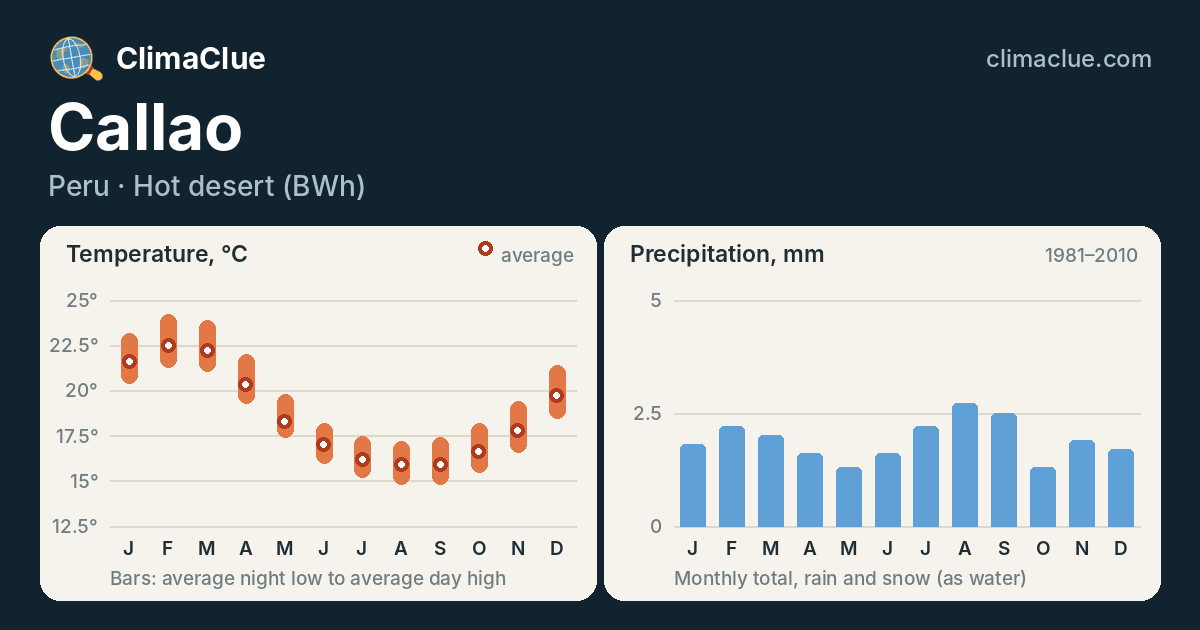 ClimaClue
climaclue.com
Callao
Peru · Hot desert (BWh)
Temperature, °C
average
25°
22.5°
20°
17.5°
15°
12.5°
J F M A M J J A S O N D
Bars: average night low to average day high
Precipitation, mm
1981–2010
5
2.5
0
J F M A M J J A S O N D
Monthly total, rain and snow (as water)